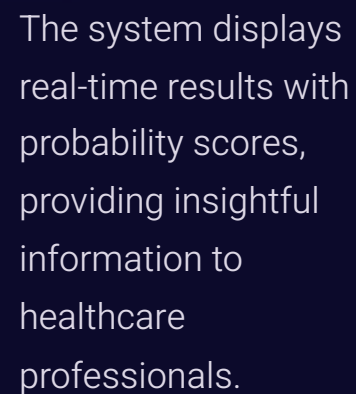 The system displays
real-time results with
probability scores,
providing insightful
information to
healthcare
professionals.